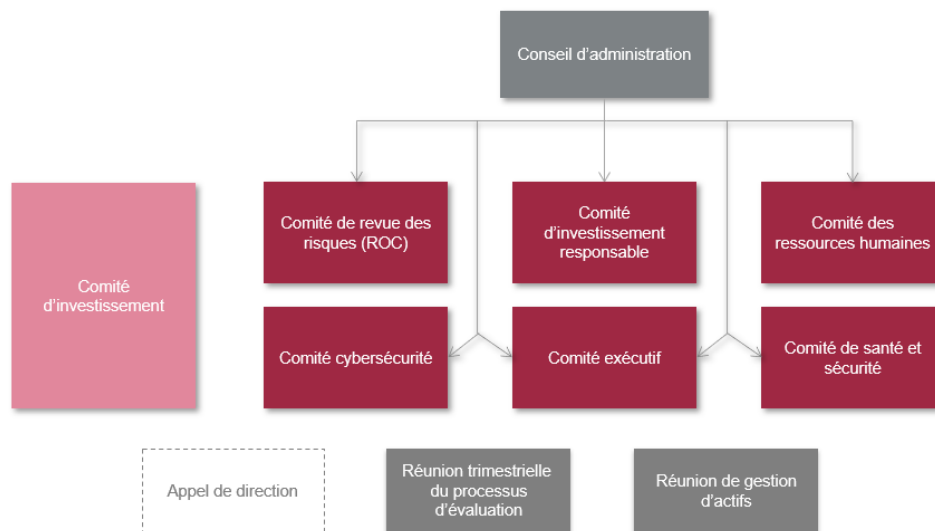 Conseil d’administration
Comité de revue des
risques (ROC)
Comité
d’investissement
responsable
Comité des
ressources humaines
Comité
d’investissement
Comité cybersécurité
Comité exécutif
Comité de santé et
sécurité
Appel de direction
Réunion trimestrielle
du processus
d’évaluation
Réunion de gestion
d’actifs